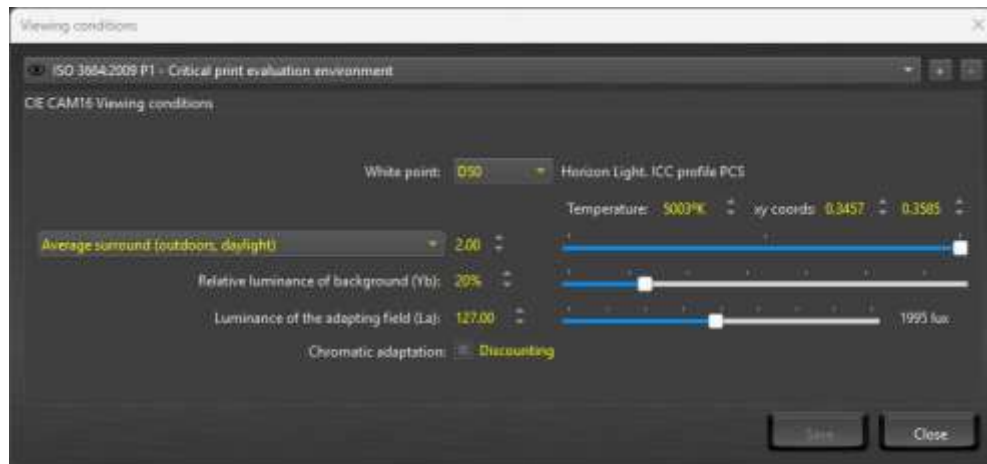 Viewing conditions
ISO 3664:2009 P1 - Critical print evaluation environment
CIE CAM16 Viewing conditions
White point: D50 Horizon Light. ICC profile PCS
Temperature: 5003ºK xy coords: 0.3457 0.3585
Average surround (outdoors, daylight) 2.00
Relative luminance of background (Yb): 20%
Luminance of the adapting field (La): 127.00 1995 lux
Chromatic adaptation: Discounting
Save Close